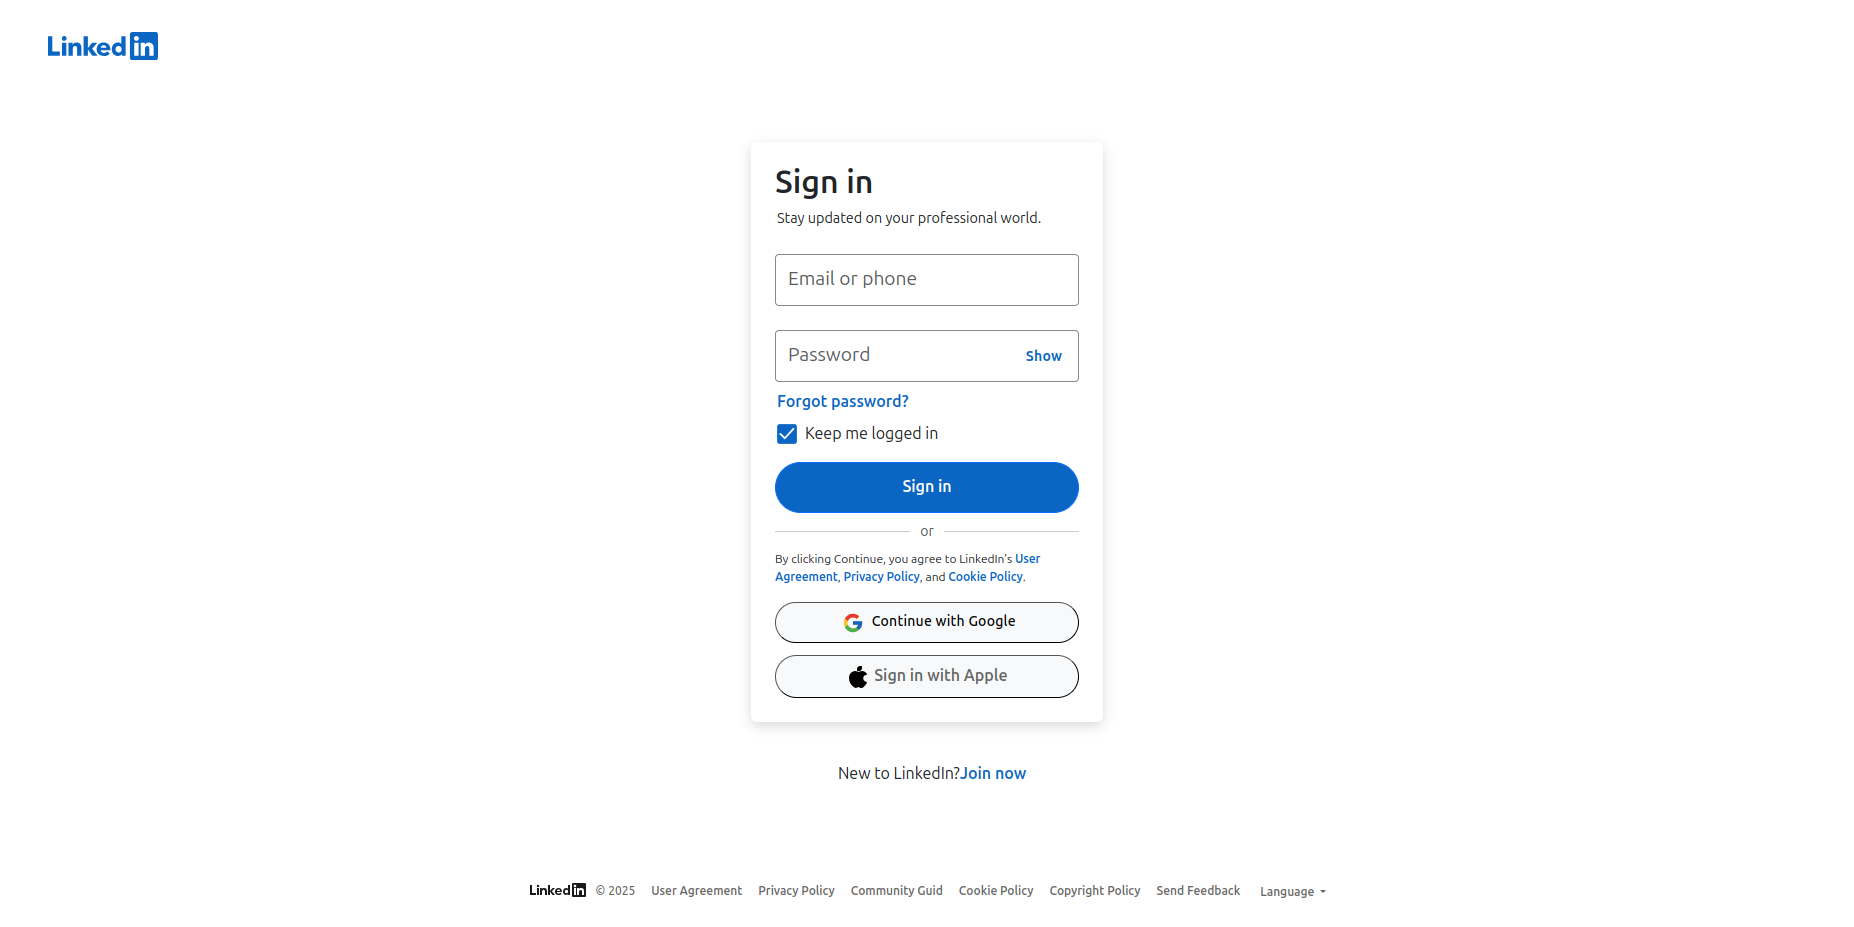 Linkedin
Sign in
Stay updated on your professional world.
Email or phone
Password Show
Forgot password?
Keep me logged in
Sign in
or
By clicking Continue, you agree to LinkedIn's User
Agreement, Privacy Policy, and Cookie Policy.
Continue with Google
Sign in with Apple
New to LinkedIn?Join now
Linkedin © 2025 User Agreement Privacy Policy Community Guid Cookie Policy Copyright Policy Send Feedback Language